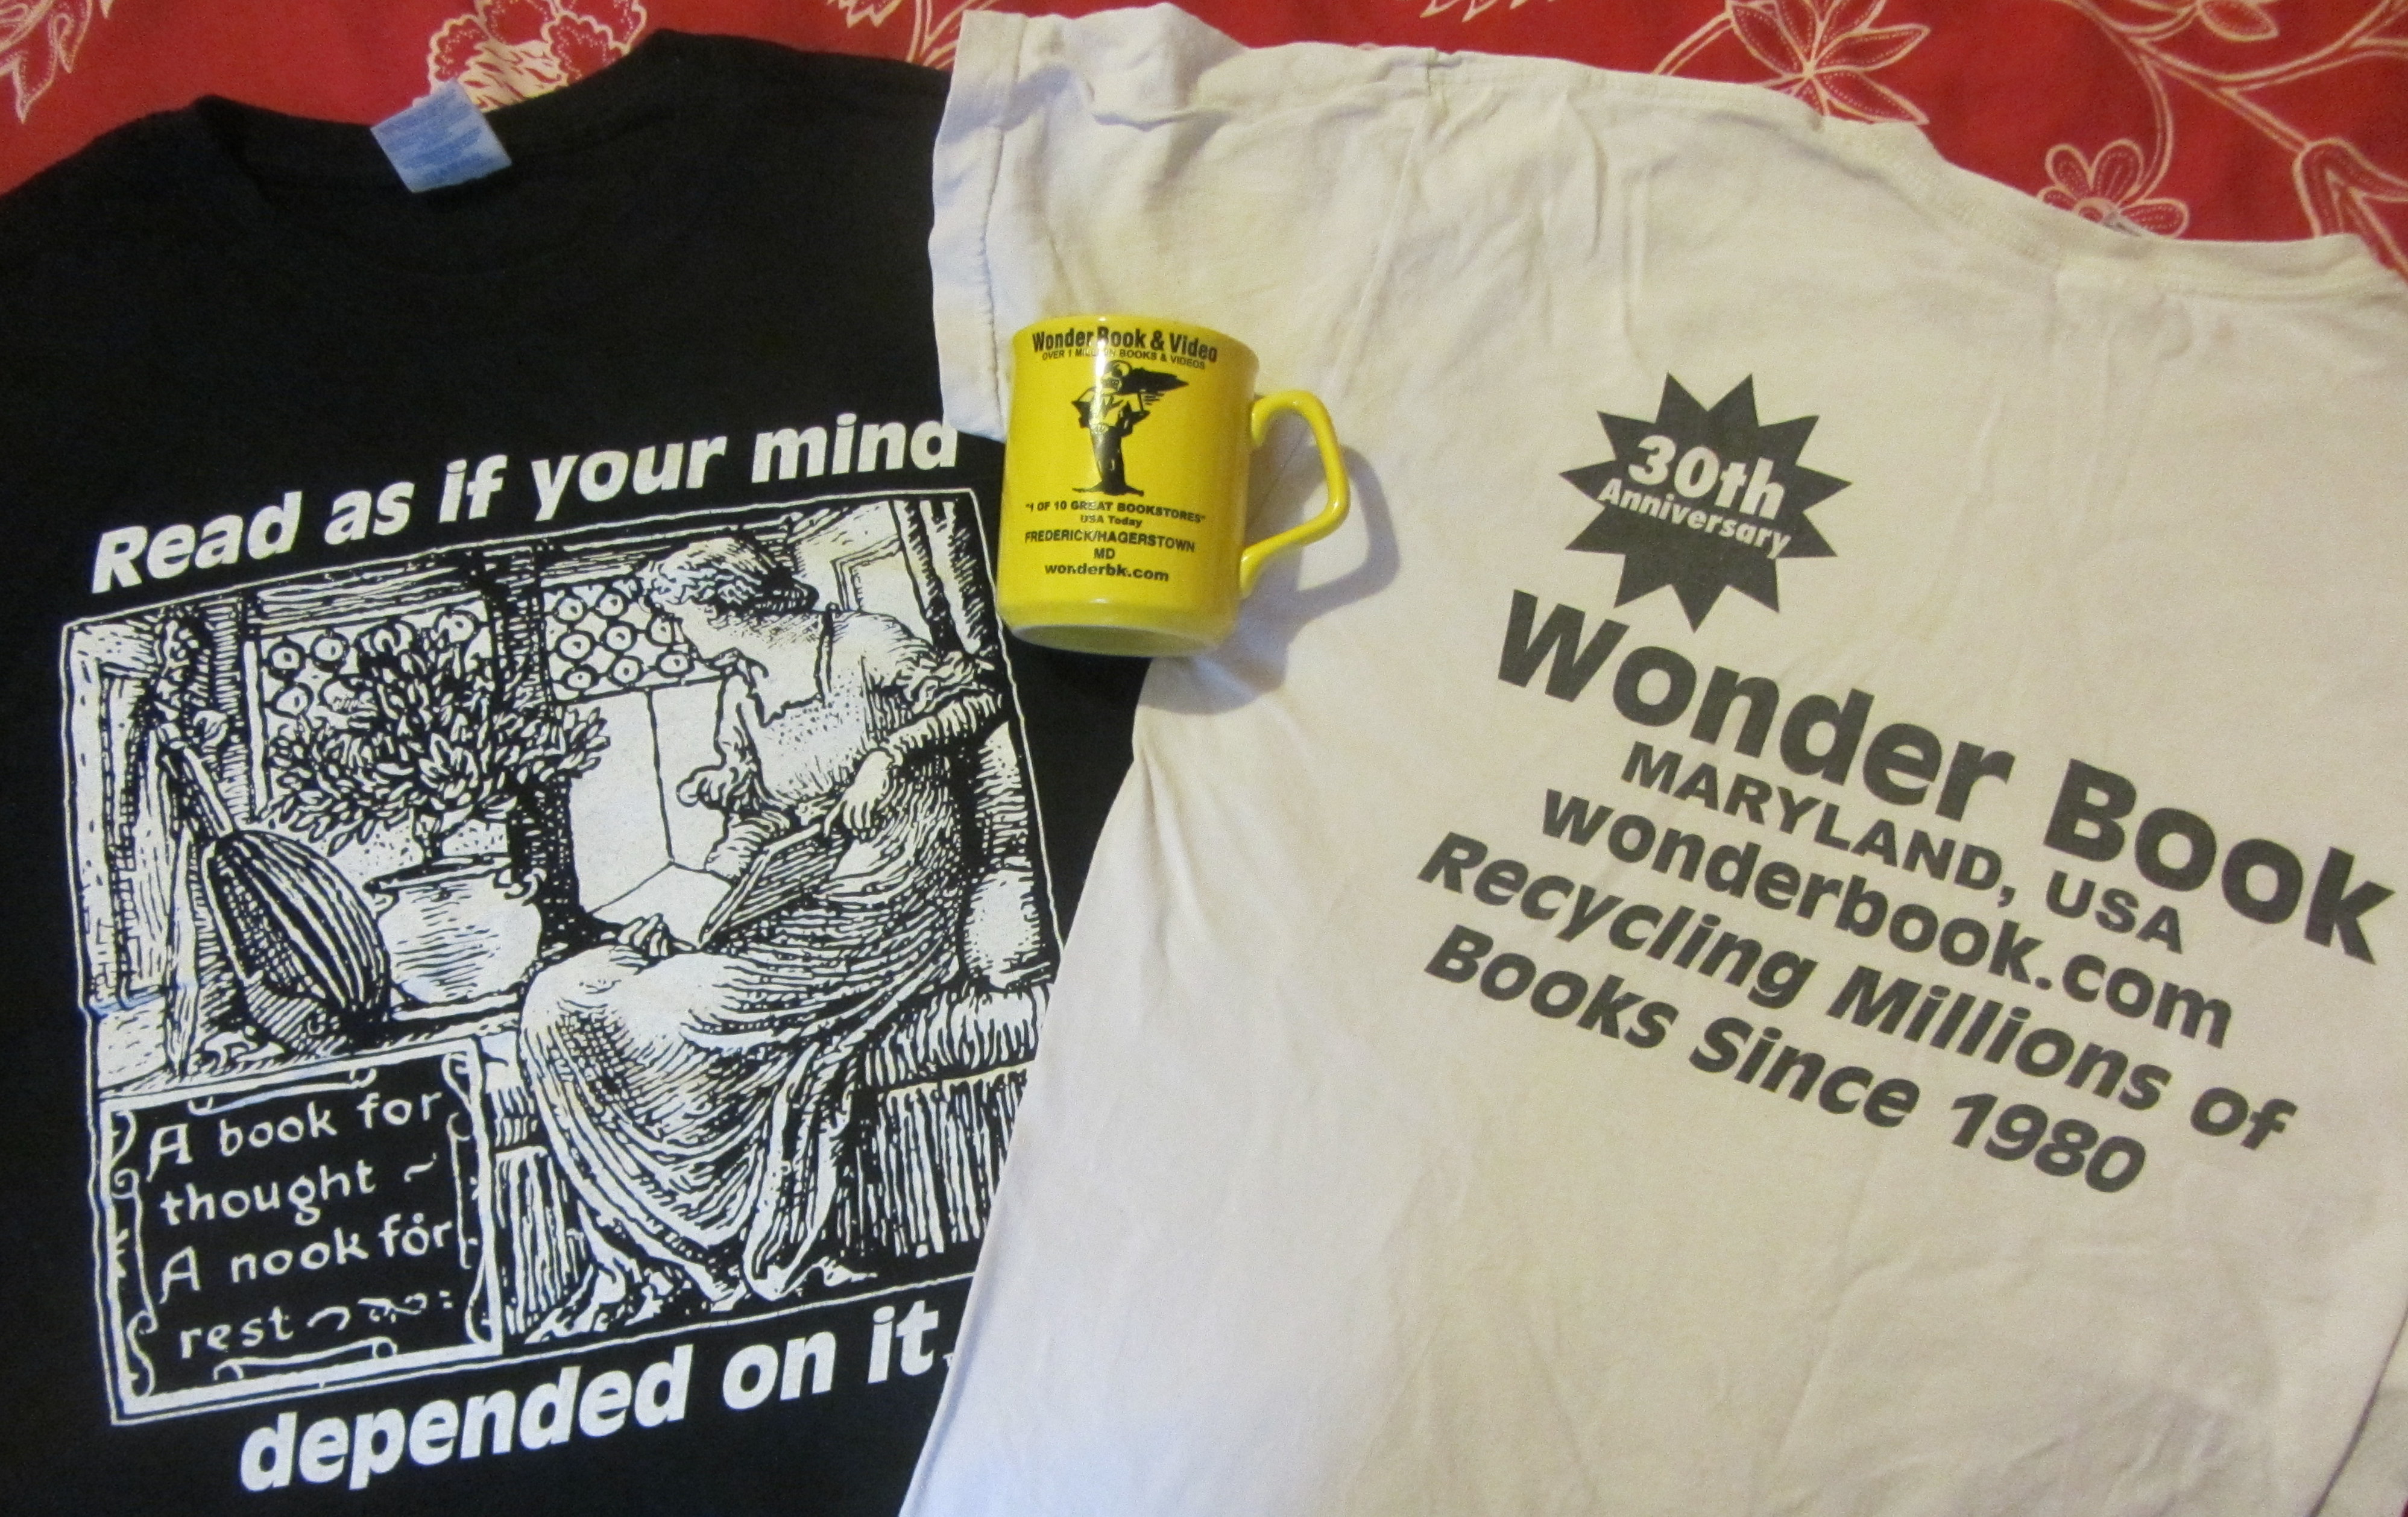 Read as if your mind
A book for
thought ~
A nook for
rest
depended on it.
Wonder Book & Video
OVER 1 MILLION BOOKS & VIDEOS
"1 OF 10 GREAT BOOKSTORES"
USA Today
FREDERICK/HAGERSTOWN
MD
wonderbk.com
30th
Anniversary
Wonder Book
MARYLAND, USA
wonderbook.com
Recycling Millions of
Books Since 1980